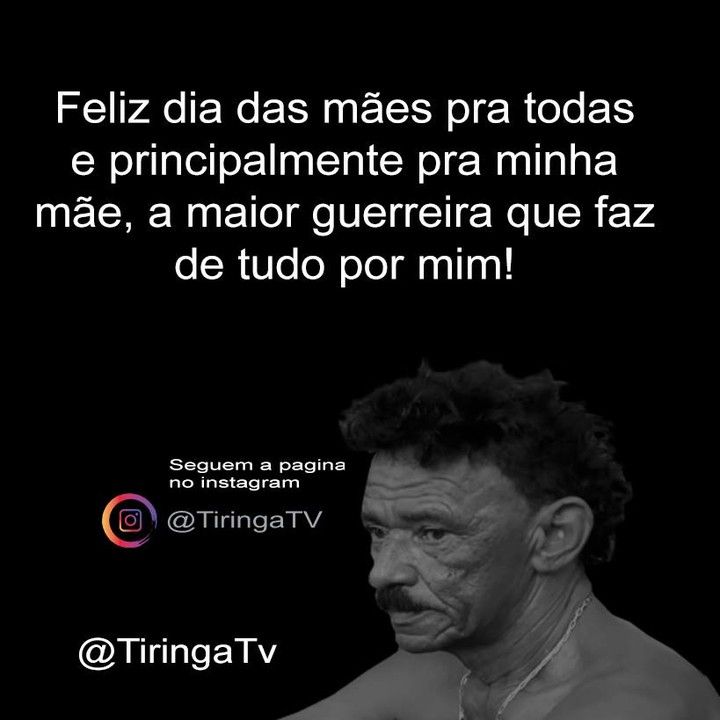 Feliz dia das mães pra todas
e principalmente pra minha
mãe, a maior guerreira que faz
de tudo por mim!
Seguem a pagina
no instagram
@TiringaTV
@TiringaTv